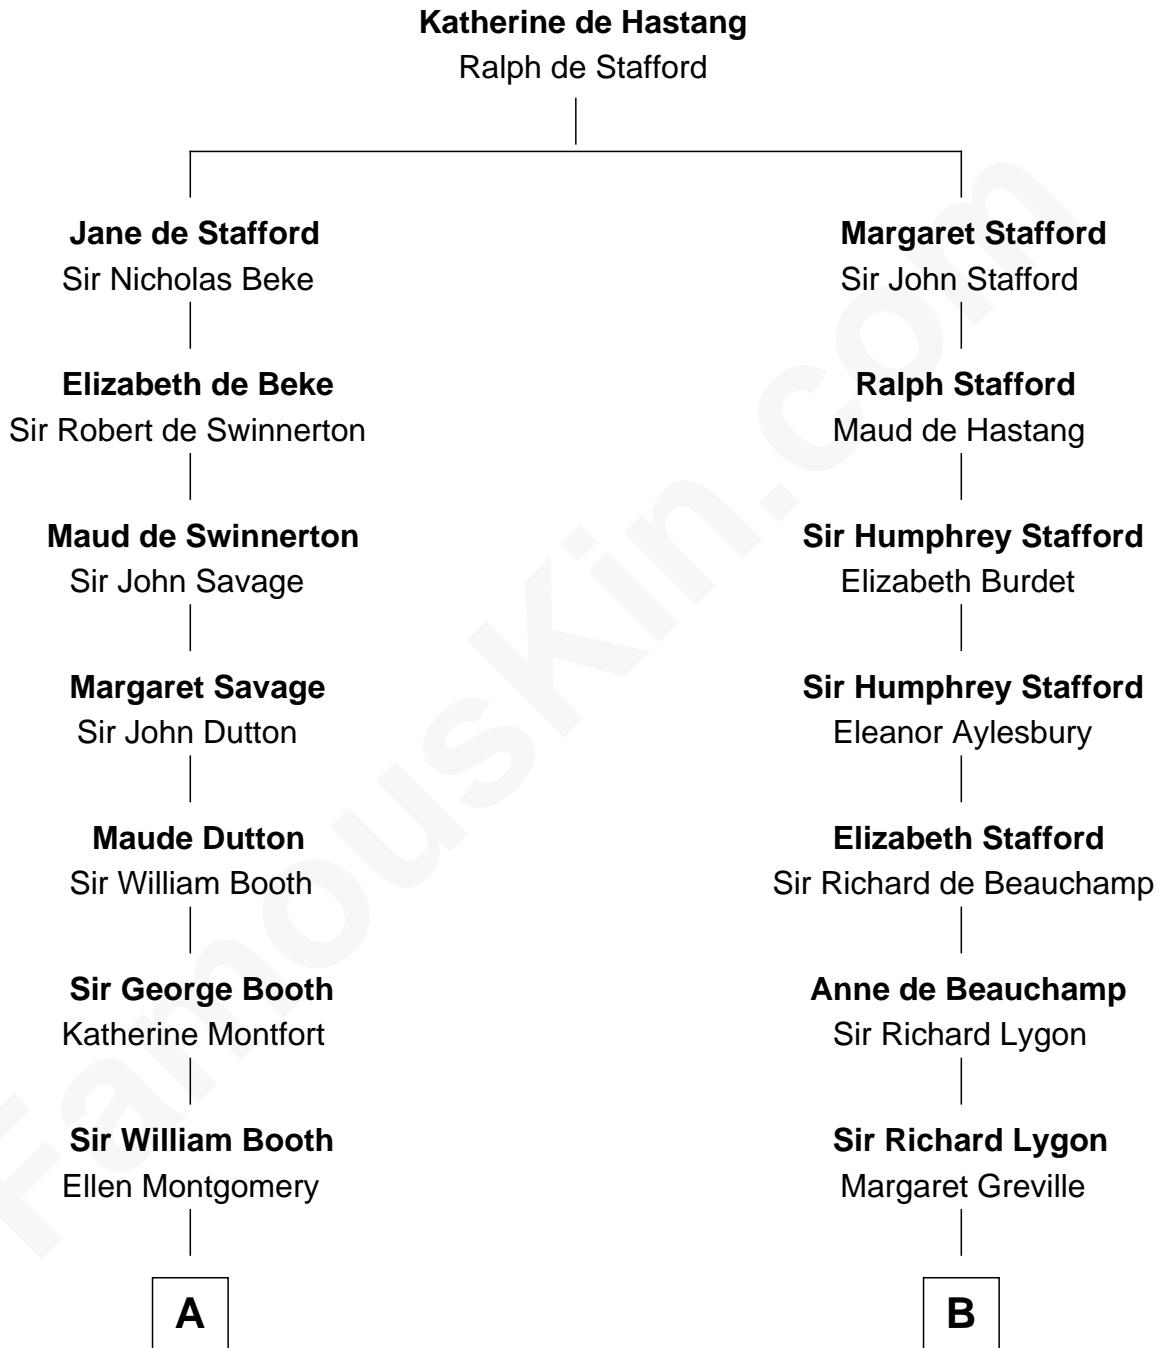 Katherine de Hastang
Ralph de Stafford
Jane de Stafford
Sir Nicholas Beke
Margaret Stafford
Sir John Stafford
Elizabeth de Beke
Sir Robert de Swinnerton
Ralph Stafford
Maud de Hastang
Maud de Swinnerton
Sir John Savage
Sir Humphrey Stafford
Elizabeth Burdet
Margaret Savage
Sir John Dutton
Sir Humphrey Stafford
Eleanor Aylesbury
Maude Dutton
Sir William Booth
Elizabeth Stafford
Sir Richard de Beauchamp
Sir George Booth
Katherine Montfort
Anne de Beauchamp
Sir Richard Lygon
Sir William Booth
Ellen Montgomery
Sir Richard Lygon
Margaret Greville
A
B
FamousKin.com